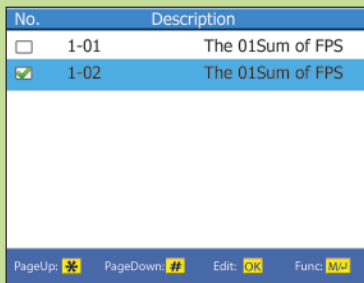 No. Description
1-01 The 01Sum of FPS
1-02 The 01Sum of FPS
PageUp: * PageDown: # Edit: OK Func: M/↵